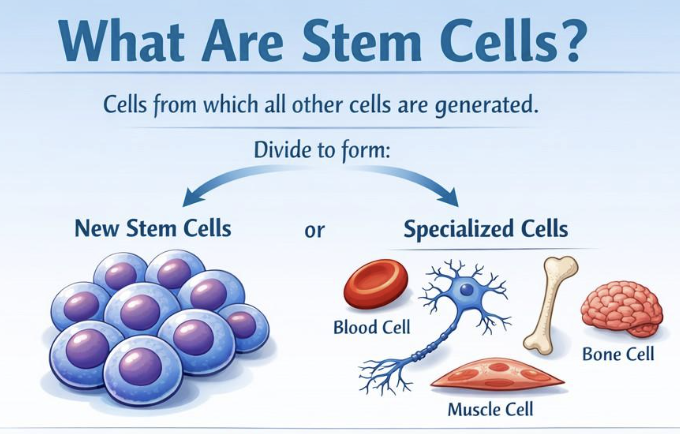 What Are Stem Cells?
Cells from which all other cells are generated.
Divide to form:
New Stem Cells or Specialized Cells
Blood Cell
Bone Cell
Muscle Cell